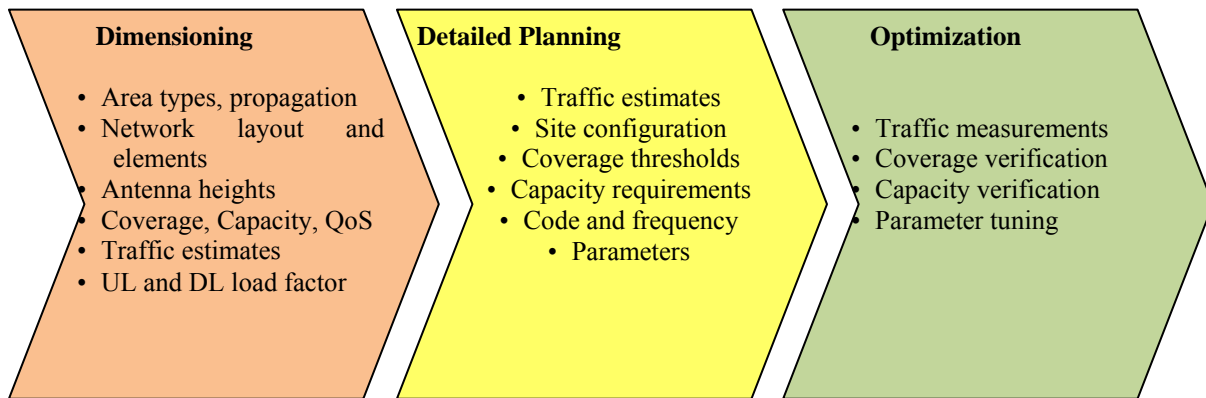 Dimensioning
• Area types, propagation
• Network layout and
elements
• Antenna heights
• Coverage, Capacity, QoS
• Traffic estimates
• UL and DL load factor
Detailed Planning
• Traffic estimates
• Site configuration
• Coverage thresholds
• Capacity requirements
• Code and frequency
• Parameters
Optimization
• Traffic measurements
• Coverage verification
• Capacity verification
• Parameter tuning